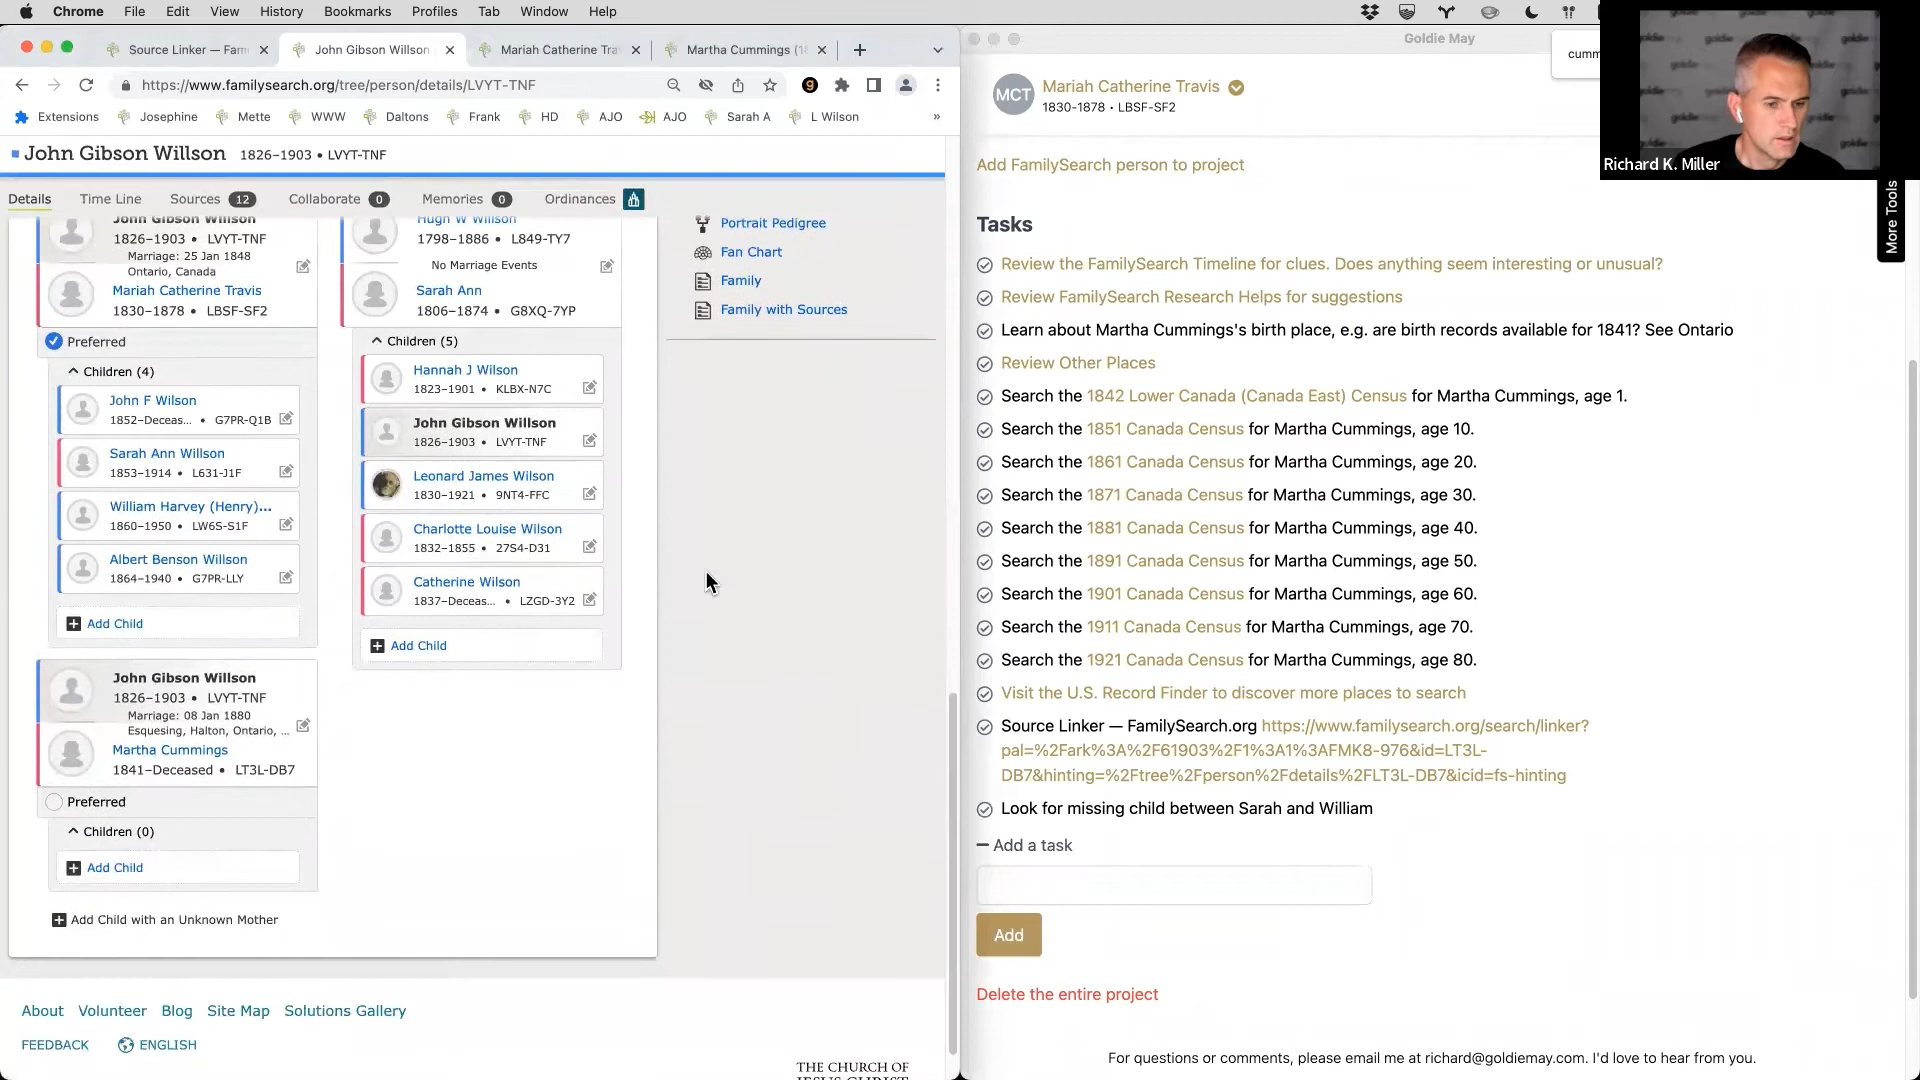 Chrome File Edit View History Bookmarks Profiles Tab Window Help
Source Linker — Fam
John Gibson Willson
Mariah Catherine Tra
Martha Cummings (18
Goldie May
https://www.familysearch.org/tree/person/details/LVYT-TNF
Extensions Josephine Mette WWW Daltons Frank HD AJO AJO Sarah A L Wilson »
John Gibson Willson 1826–1903 • LVYT-TNF
Details Time Line Sources 12 Collaborate 0 Memories 0 Ordinances
John Gibson Willson
1826–1903 • LVYT-TNF
Marriage: 25 Jan 1848
Ontario, Canada
Mariah Catherine Travis
1830–1878 • LBSF-SF2
Preferred
Children (4)
John F Wilson
1852–Deceas... • G7PR-Q1B
Sarah Ann Willson
1853–1914 • L631-J1F
William Harvey (Henry)...
1860–1950 • LW6S-S1F
Albert Benson Willson
1864–1940 • G7PR-LLY
Add Child
John Gibson Willson
1826–1903 • LVYT-TNF
Marriage: 08 Jan 1880
Esquesing, Halton, Ontario, ...
Martha Cummings
1841–Deceased • LT3L-DB7
Preferred
Children (0)
Add Child
Add Child with an Unknown Mother
Hugh W Willson
1798–1886 • L849-TY7
No Marriage Events
Sarah Ann
1806–1874 • G8XQ-7YP
Children (5)
Hannah J Wilson
1823–1901 • KLBX-N7C
John Gibson Willson
1826–1903 • LVYT-TNF
Leonard James Wilson
1830–1921 • 9NT4-FFC
Charlotte Louise Wilson
1832–1855 • 27S4-D31
Catherine Wilson
1837–Deceas... • LZGD-3Y2
Add Child
Portrait Pedigree
Fan Chart
Family
Family with Sources
About Volunteer Blog Site Map Solutions Gallery
FEEDBACK ENGLISH
THE CHURCH OF
JESUS CHRIST
MCT
Mariah Catherine Travis
1830-1878 • LBSF-SF2
cumm
goldie
Richard K. Miller
More Tools
Add FamilySearch person to project
Tasks
Review the FamilySearch Timeline for clues. Does anything seem interesting or unusual?
Review FamilySearch Research Helps for suggestions
Learn about Martha Cummings's birth place, e.g. are birth records available for 1841? See Ontario
Review Other Places
Search the 1842 Lower Canada (Canada East) Census for Martha Cummings, age 1.
Search the 1851 Canada Census for Martha Cummings, age 10.
Search the 1861 Canada Census for Martha Cummings, age 20.
Search the 1871 Canada Census for Martha Cummings, age 30.
Search the 1881 Canada Census for Martha Cummings, age 40.
Search the 1891 Canada Census for Martha Cummings, age 50.
Search the 1901 Canada Census for Martha Cummings, age 60.
Search the 1911 Canada Census for Martha Cummings, age 70.
Search the 1921 Canada Census for Martha Cummings, age 80.
Visit the U.S. Record Finder to discover more places to search
Source Linker — FamilySearch.org https://www.familysearch.org/search/linker?
pal=%2Fark%3A%2F61903%2F1%3A1%3AFMK8-976&id=LT3L-
DB7&hinting=%2Ftree%2Fperson%2Fdetails%2FLT3L-DB7&icid=fs-hinting
Look for missing child between Sarah and William
Add a task
Add
Delete the entire project
For questions or comments, please email me at richard@goldiemay.com. I'd love to hear from you.